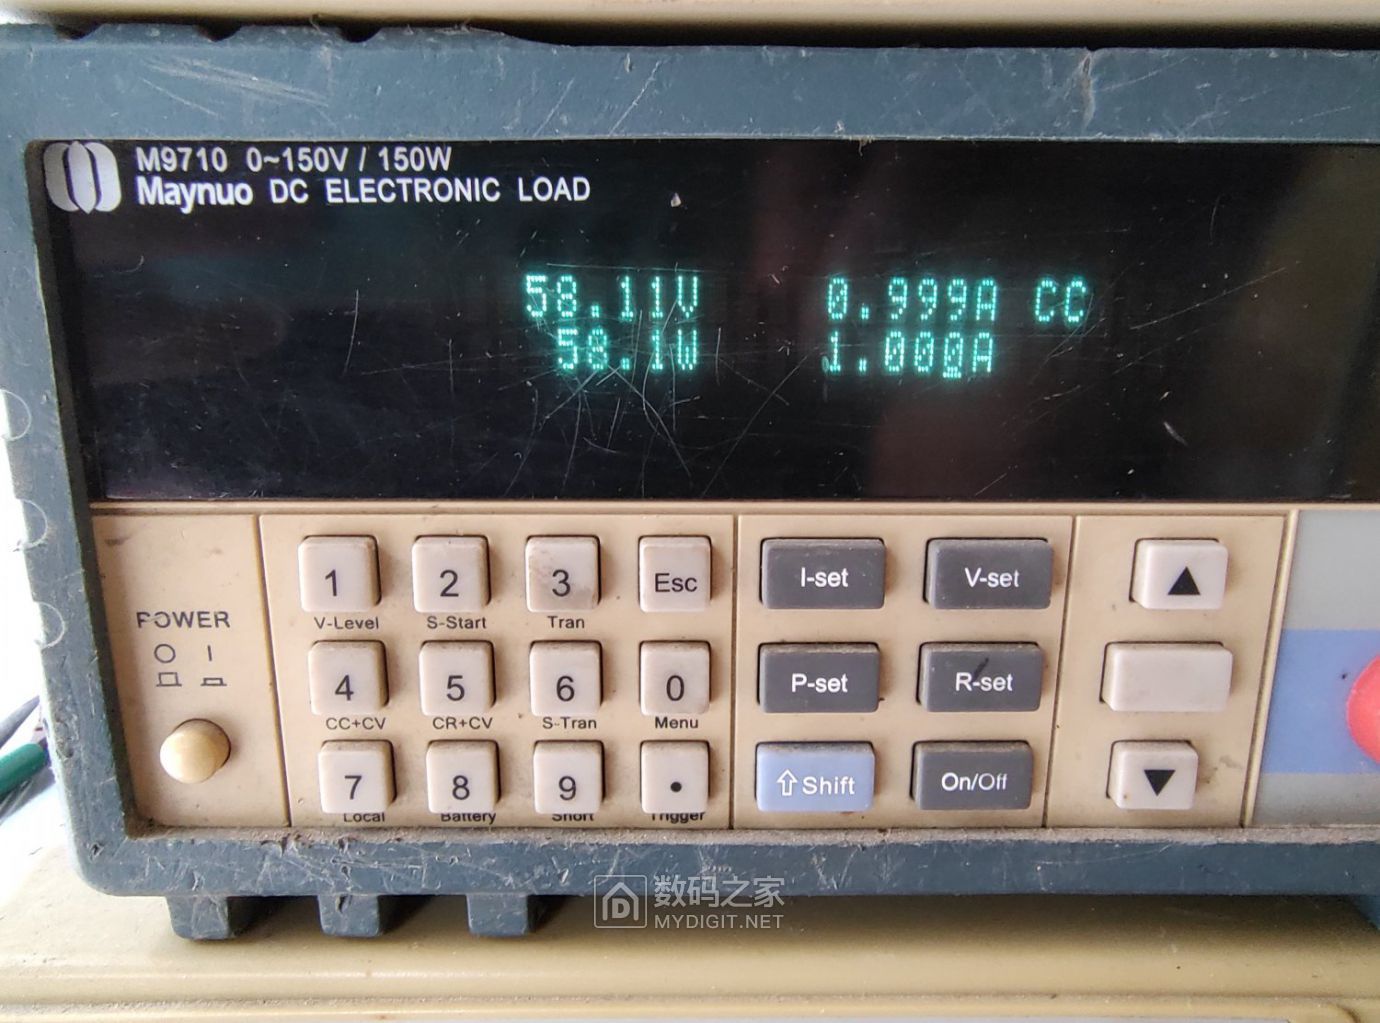 M9710 0~150V / 150W
Maynuo DC ELECTRONIC LOAD
58.11V 0.999A CC
58.1W 1.000A
POWER
1 2 3 Esc
V-Level S-Start Tran
4 5 6 0
CC+CV CR+CV S-Tran Menu
7 8 9 •
Local Battery Short Trigger
I-set V-set
P-set R-set
⇧ Shift On/Off
▲
▼
数码之家
MYDIGIT.NET